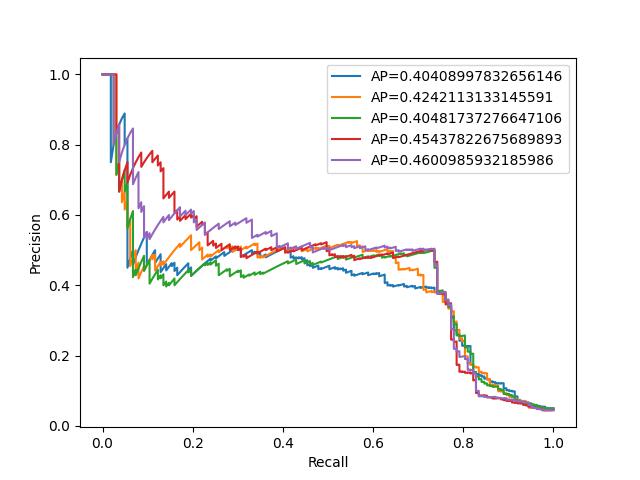 AP=0.40408997832656146
AP=0.4242113133145591
AP=0.40481737276647106
AP=0.45437822675689893
AP=0.4600985932185986
Precision
1.0
0.8
0.6
0.4
0.2
0.0
0.0 0.2 0.4 0.6 0.8 1.0
Recall